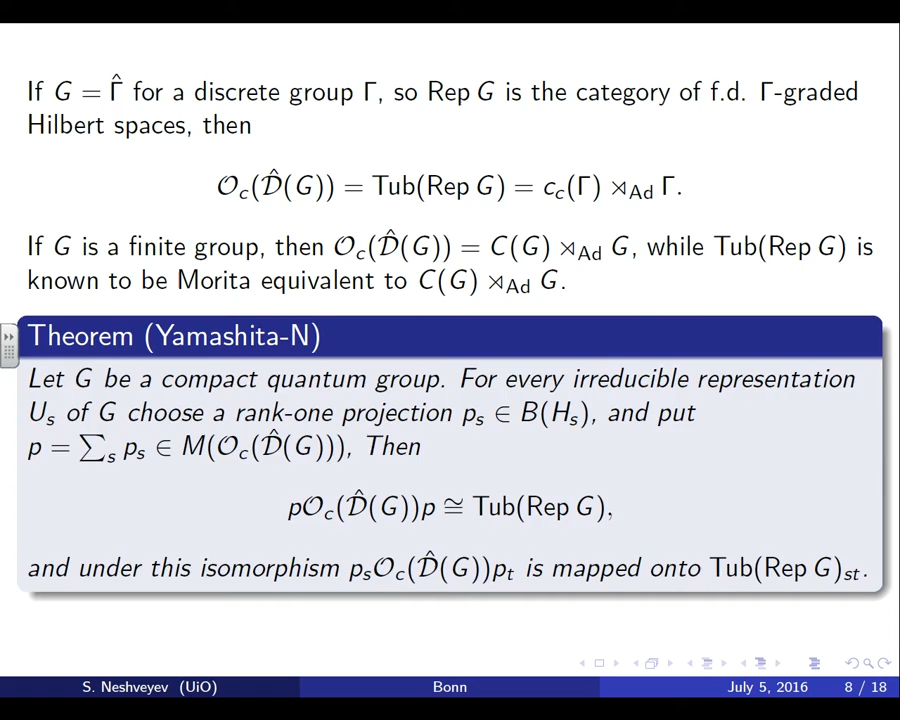 If G = Γ̂ for a discrete group Γ, so Rep G is the category of f.d. Γ-graded
Hilbert spaces, then
𝒪_c(𝒟̂(G)) = Tub(Rep G) = c_c(Γ) ⋊_Ad Γ.
If G is a finite group, then 𝒪_c(𝒟̂(G)) = C(G) ⋊_Ad G, while Tub(Rep G) is
known to be Morita equivalent to C(G) ⋊_Ad G.
Theorem (Yamashita-N)
Let G be a compact quantum group. For every irreducible representation
U_s of G choose a rank-one projection p_s ∈ B(H_s), and put
p = ∑_s p_s ∈ M(𝒪_c(𝒟̂(G))), Then
p𝒪_c(𝒟̂(G))p ≅ Tub(Rep G),
and under this isomorphism p_s𝒪_c(𝒟̂(G))p_t is mapped onto Tub(Rep G)_st.
S. Neshveyev (UiO) Bonn July 5, 2016 8 / 18